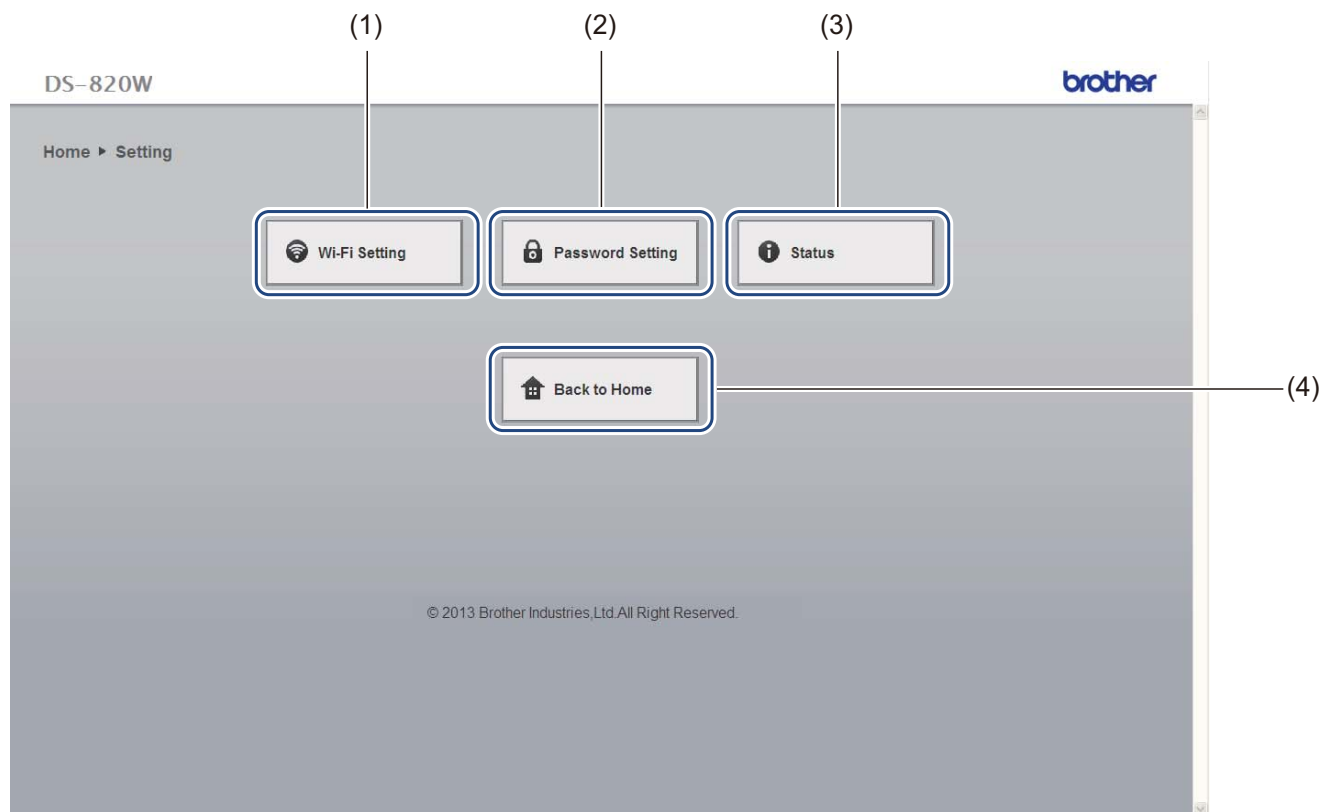 (1) (2) (3)
DS-820W brother
Home ▸ Setting
Wi-Fi Setting Password Setting Status
Back to Home (4)
© 2013 Brother Industries,Ltd.All Right Reserved.